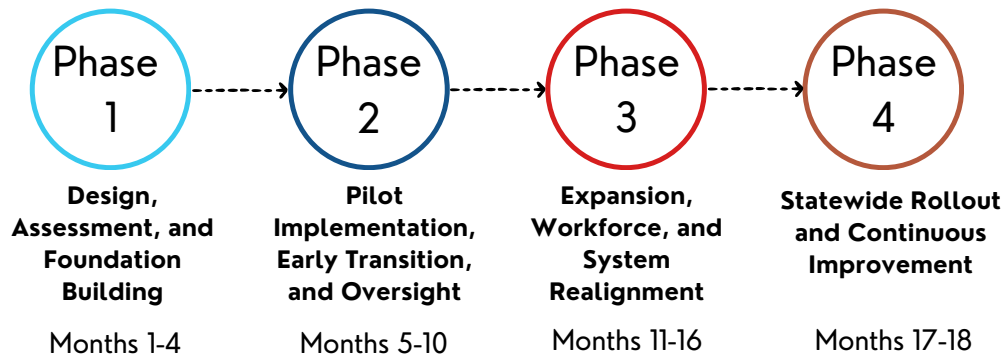 Phase
1
Phase
2
Phase
3
Phase
4
Design,
Assessment, and
Foundation
Building
Pilot
Implementation,
Early Transition,
and Oversight
Expansion,
Workforce, and
System
Realignment
Statewide Rollout
and Continuous
Improvement
Months 1-4
Months 5-10
Months 11-16
Months 17-18